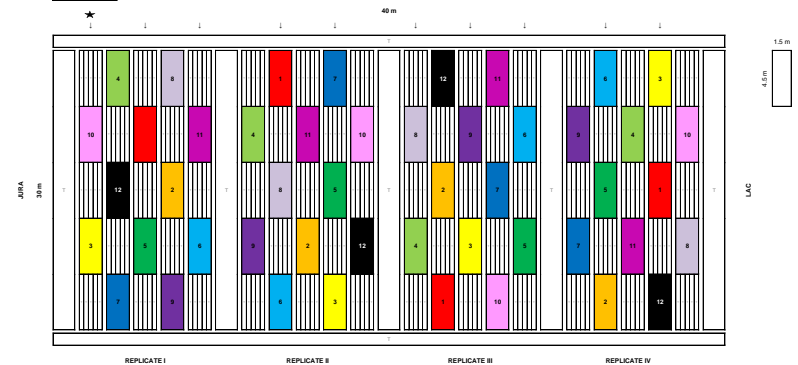 40 m
↓ ↓ ↓ ↓ ↓ ↓ ↓ ↓ ↓ ↓
T
1.5 m
4 8 1 7 12 11 6 3
4.5 m
10 11 4 11 10 8 9 6 9 4 10
JURA 30 m T 12 2 T 8 5 T 2 7 T 5 1 T LAC
3 5 6 9 2 12 4 3 5 7 11 8
7 9 6 3 1 10 2 12
T
REPLICATE I REPLICATE II REPLICATE III REPLICATE IV